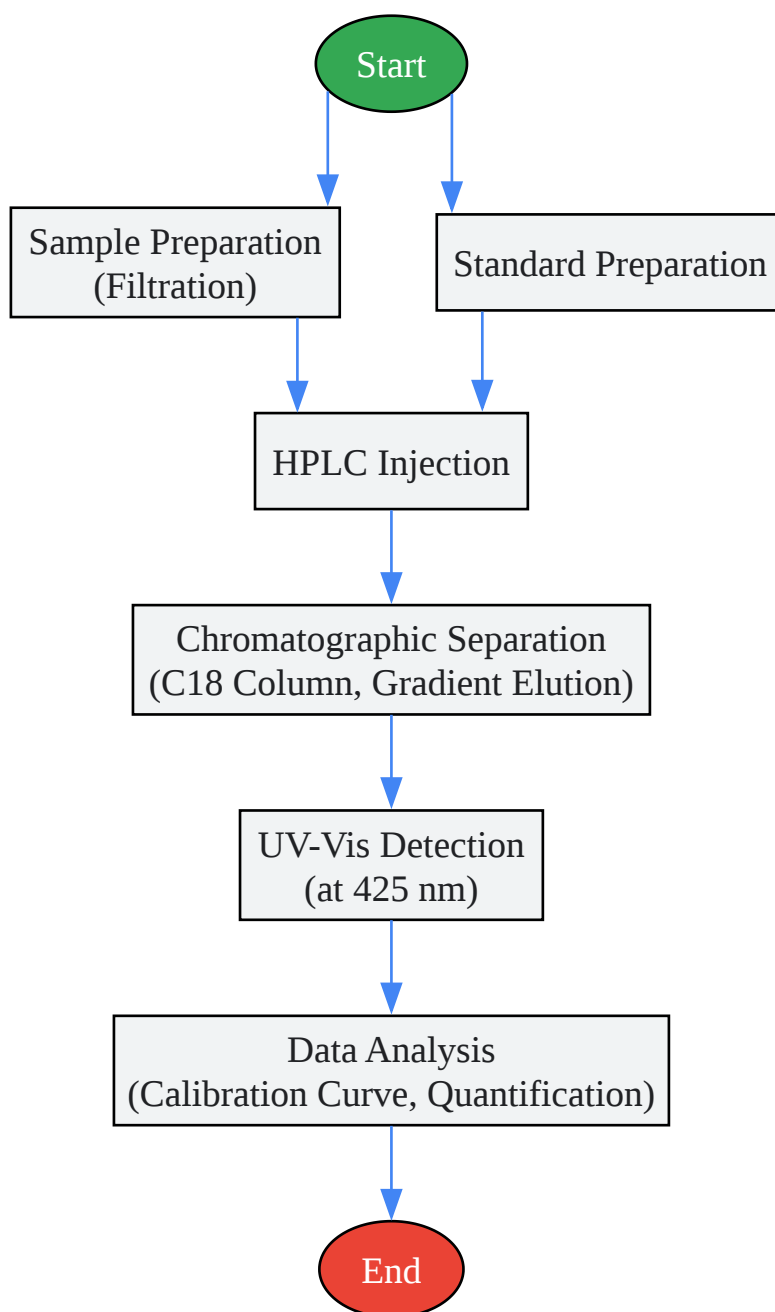 Start
Sample Preparation
(Filtration)
Standard Preparation
HPLC Injection
Chromatographic Separation
(C18 Column, Gradient Elution)
UV-Vis Detection
(at 425 nm)
Data Analysis
(Calibration Curve, Quantification)
End